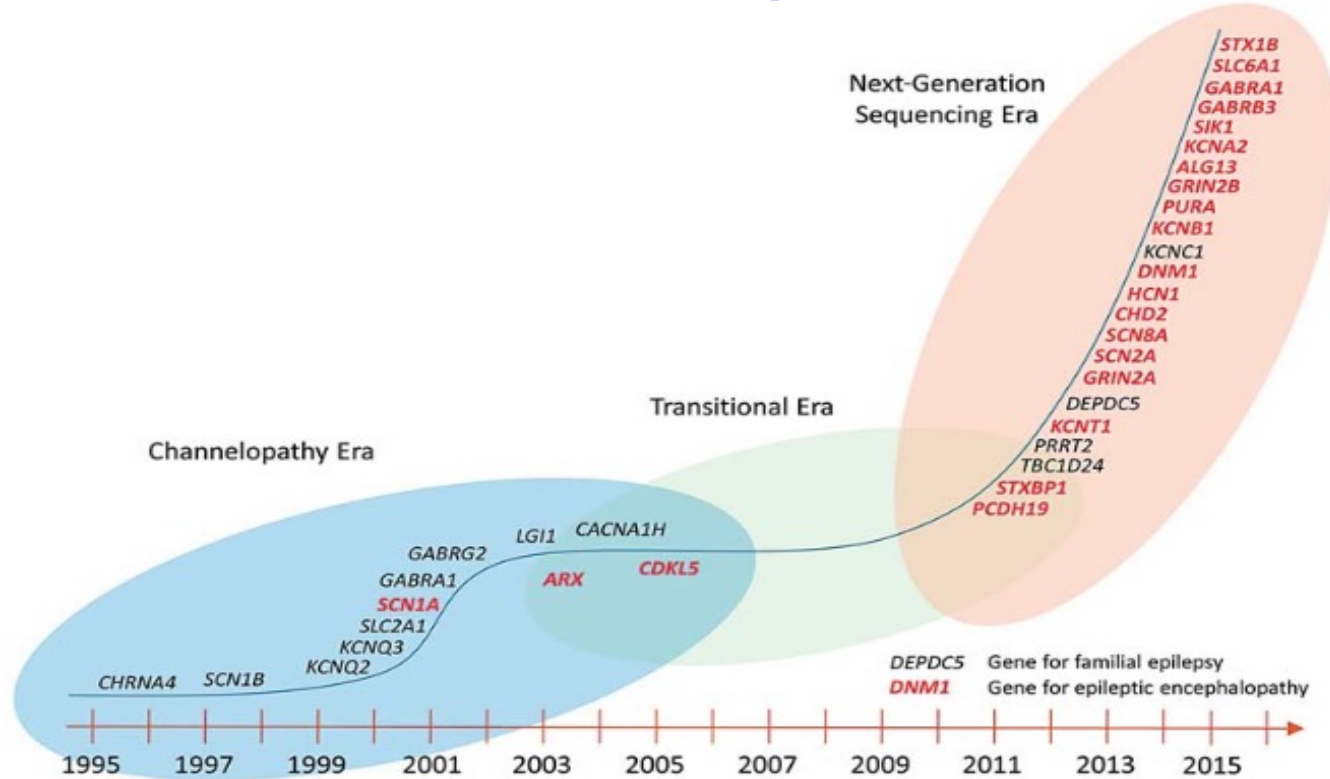 Next-Generation
Sequencing Era
STX1B
SLC6A1
GABRA1
GABRB3
SIK1
KCNA2
ALG13
GRIN2B
PURA
KCNB1
KCNC1
DNM1
HCN1
CHD2
SCN8A
SCN2A
GRIN2A
DEPDC5
KCNT1
PRRT2
TBC1D24
STXBP1
PCDH19
Transitional Era
Channelopathy Era
CACNA1H
LGI1
GABRG2
CDKL5
ARX
GABRA1
SCN1A
SLC2A1
KCNQ3
KCNQ2
SCN1B
CHRNA4
DEPDC5 Gene for familial epilepsy
DNM1 Gene for epileptic encephalopathy
1995 1997 1999 2001 2003 2005 2007 2009 2011 2013 2015